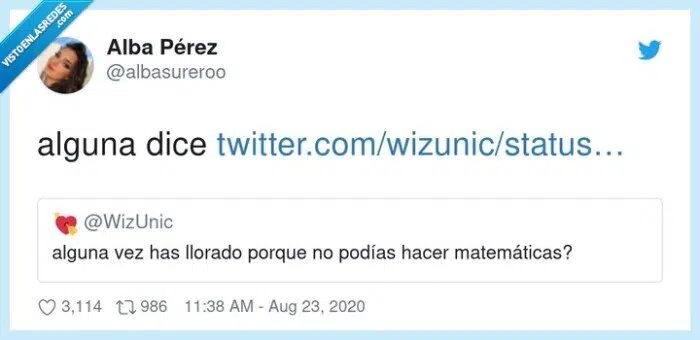 VISTOENLASREDES
.com
Alba Pérez
@albasureroo
alguna dice twitter.com/wizunic/status…
@WizUnic
alguna vez has llorado porque no podías hacer matemáticas?
3,114 986 11:38 AM - Aug 23, 2020